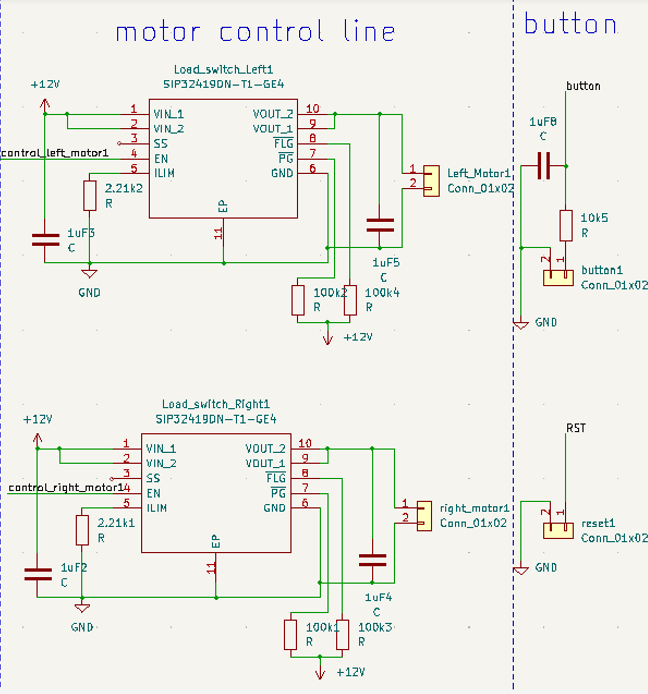 motor control line
button
Load_switch_Left1
SIP32419DN-T1-GE4
+12V
1 VIN_1 VOUT_2 10
2 VIN_2 VOUT_1 9
3 SS FLG 8
control_left_motor1 4 EN PG 7
5 ILIM GND 6
EP
11
2.21k2
R
1uF3
C
GND
1uF5
C
1
2
Left_Motor1
Conn_01x02
100k2
R
100k4
R
+12V
button
1uF8
C
10k5
R
2 1
button1
Conn_01x02
GND
Load_switch_Right1
SIP32419DN-T1-GE4
+12V
1 VIN_1 VOUT_2 10
2 VIN_2 VOUT_1 9
3 SS FLG 8
control_right_motor1 4 EN PG 7
5 ILIM GND 6
EP
11
2.21k1
R
1uF2
C
GND
1uF4
C
1
2
right_motor1
Conn_01x02
100k1
R
100k3
R
+12V
RST
2 1
reset1
Conn_01x02
GND